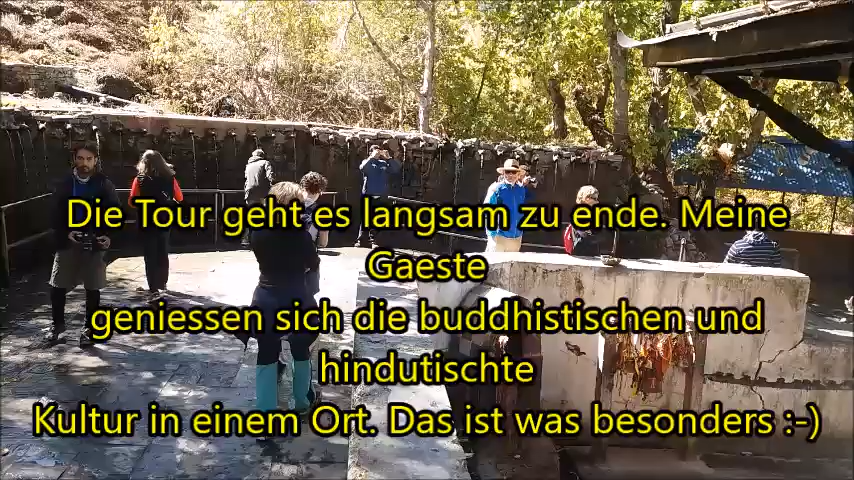 Die Tour geht es langsam zu ende. Meine
Gaeste
geniessen sich die buddhistischen und
hindutischte
Kultur in einem Ort. Das ist was besonders :-)